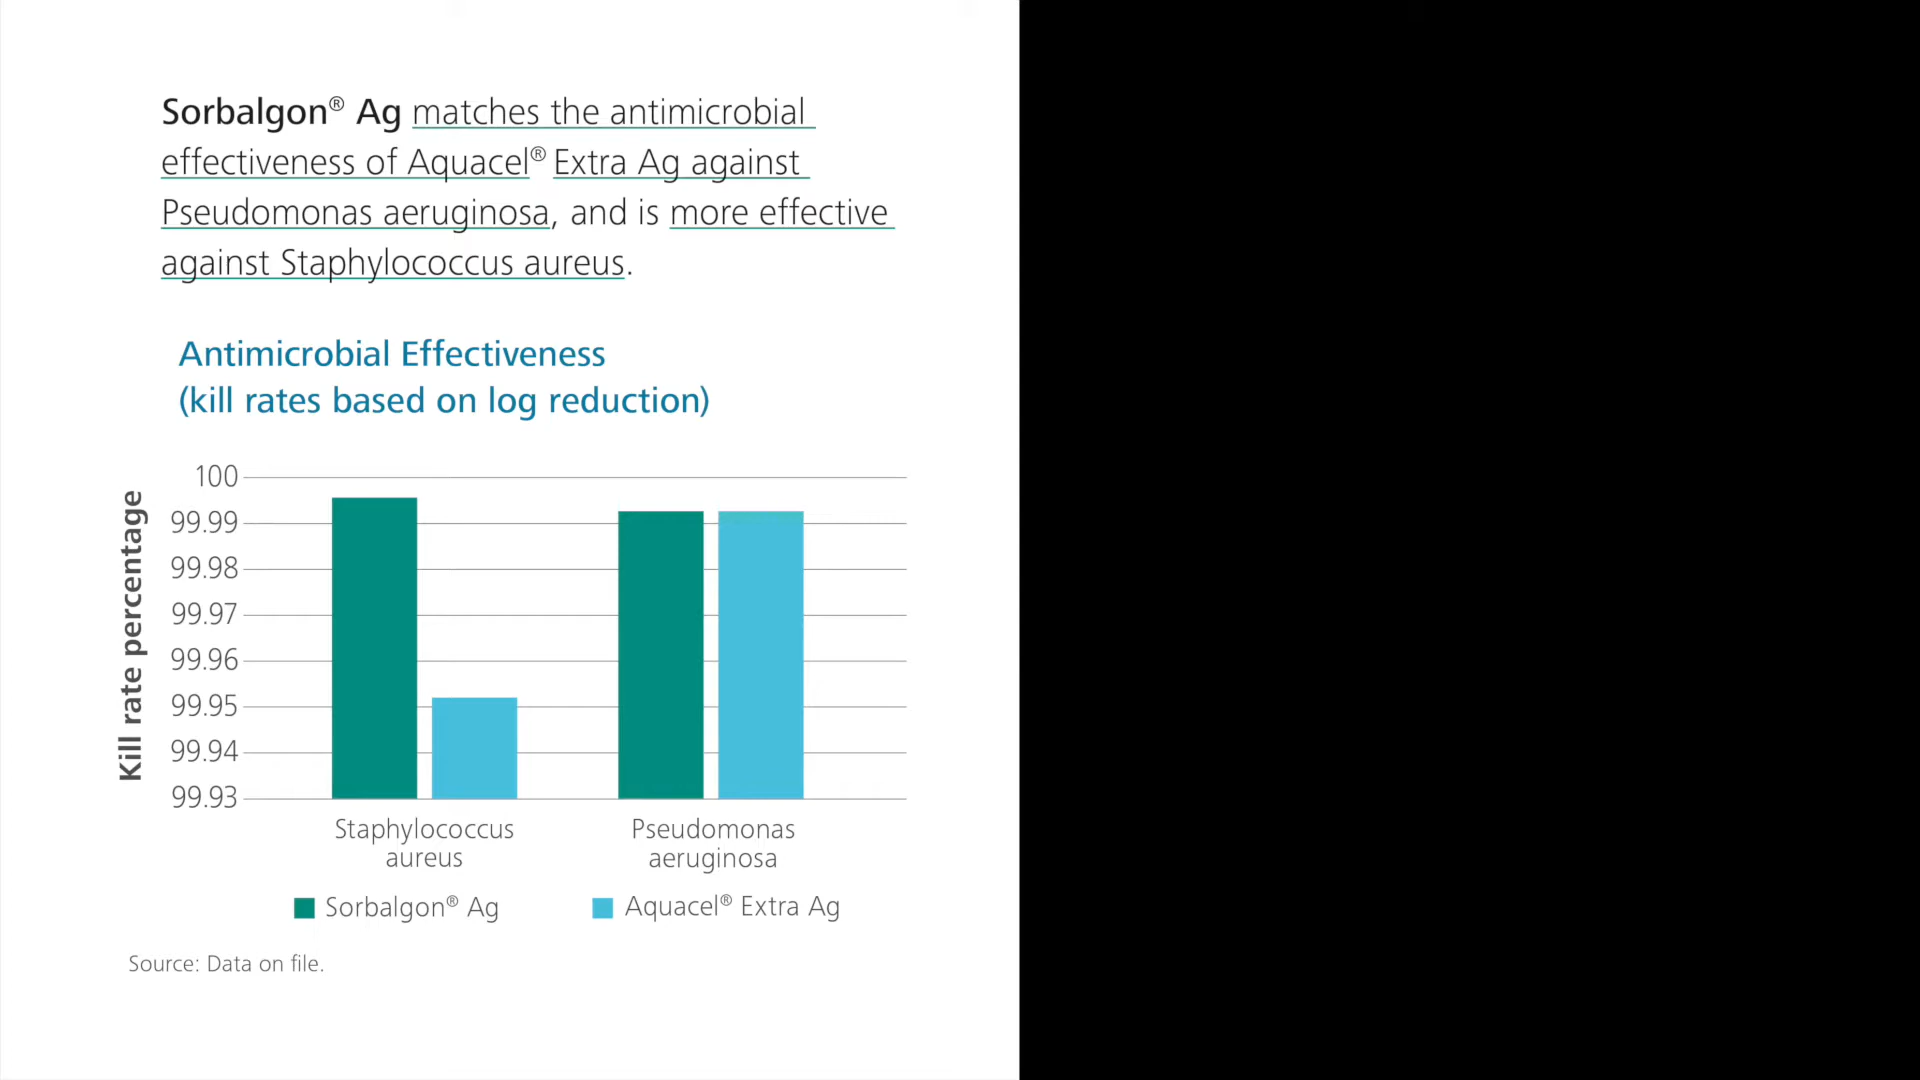 Sorbalgon® Ag matches the antimicrobial
effectiveness of Aquacel® Extra Ag against
Pseudomonas aeruginosa, and is more effective
against Staphylococcus aureus.
Antimicrobial Effectiveness
(kill rates based on log reduction)
Kill rate percentage
100
99.99
99.98
99.97
99.96
99.95
99.94
99.93
Staphylococcus
aureus
Pseudomonas
aeruginosa
Sorbalgon® Ag
Aquacel® Extra Ag
Source: Data on file.